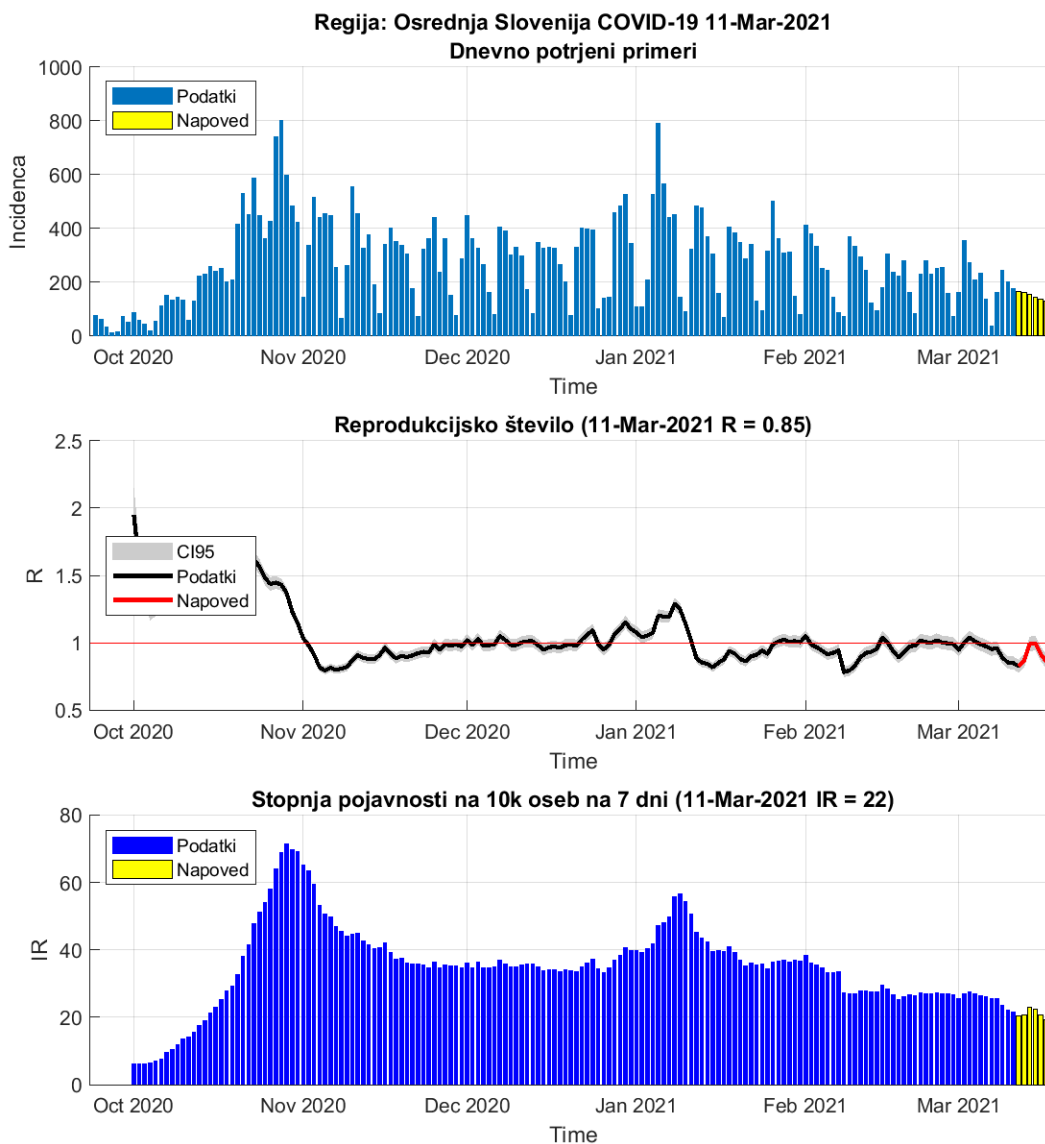 Regija: Osrednja Slovenija COVID-19 11-Mar-2021
Dnevno potrjeni primeri
1000
800
600
400
200
0
Incidenca
Podatki
Napoved
Oct 2020 Nov 2020 Dec 2020 Jan 2021 Feb 2021 Mar 2021
Time
Reprodukcijsko število (11-Mar-2021 R = 0.85)
2.5
2
1.5
1
0.5
R
CI95
Podatki
Napoved
Oct 2020 Nov 2020 Dec 2020 Jan 2021 Feb 2021 Mar 2021
Time
Stopnja pojavnosti na 10k oseb na 7 dni (11-Mar-2021 IR = 22)
80
60
40
20
0
IR
Podatki
Napoved
Oct 2020 Nov 2020 Dec 2020 Jan 2021 Feb 2021 Mar 2021
Time